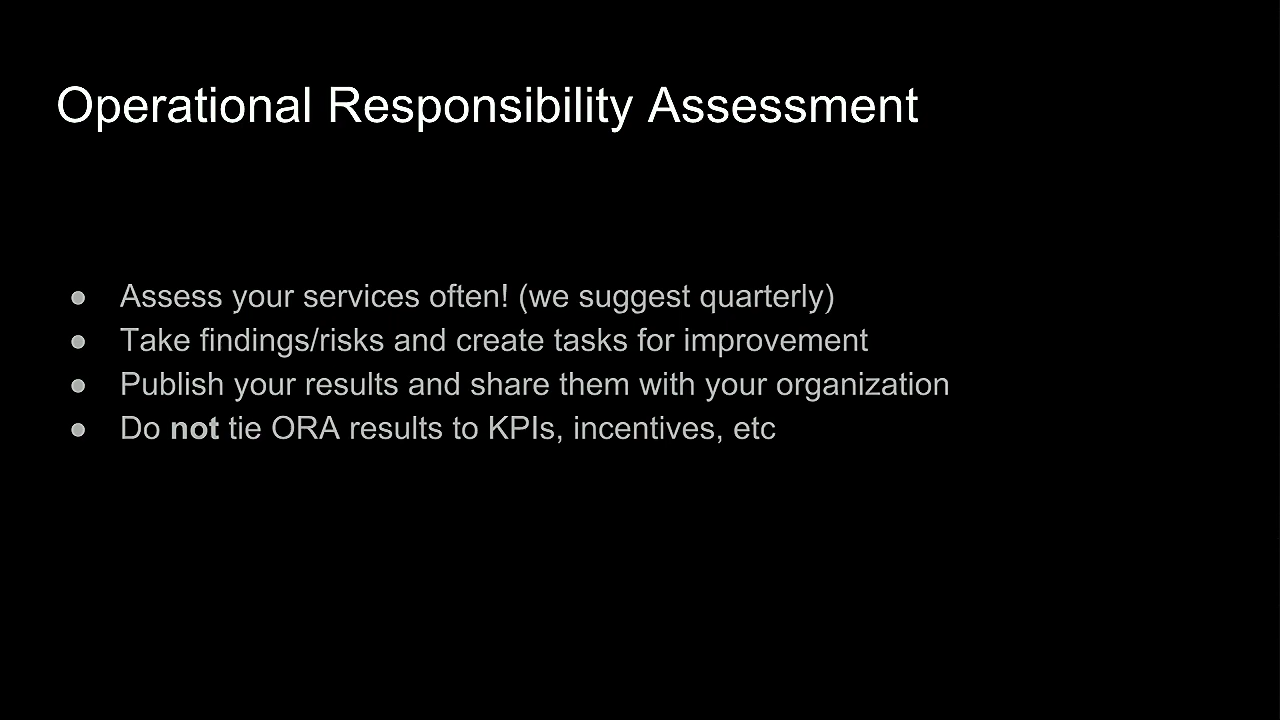 Operational Responsibility Assessment
● Assess your services often! (we suggest quarterly)
● Take findings/risks and create tasks for improvement
● Publish your results and share them with your organization
● Do not tie ORA results to KPIs, incentives, etc